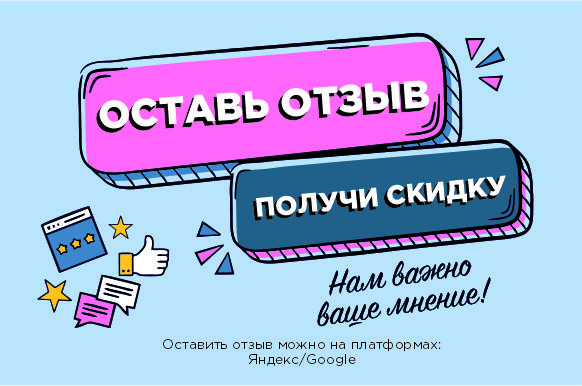 ОСТАВЬ ОТЗЫВ
ПОЛУЧИ СКИДКУ
Нам важно
ваше мнение!
Оставить отзыв можно на платформах:
Яндекс/Google